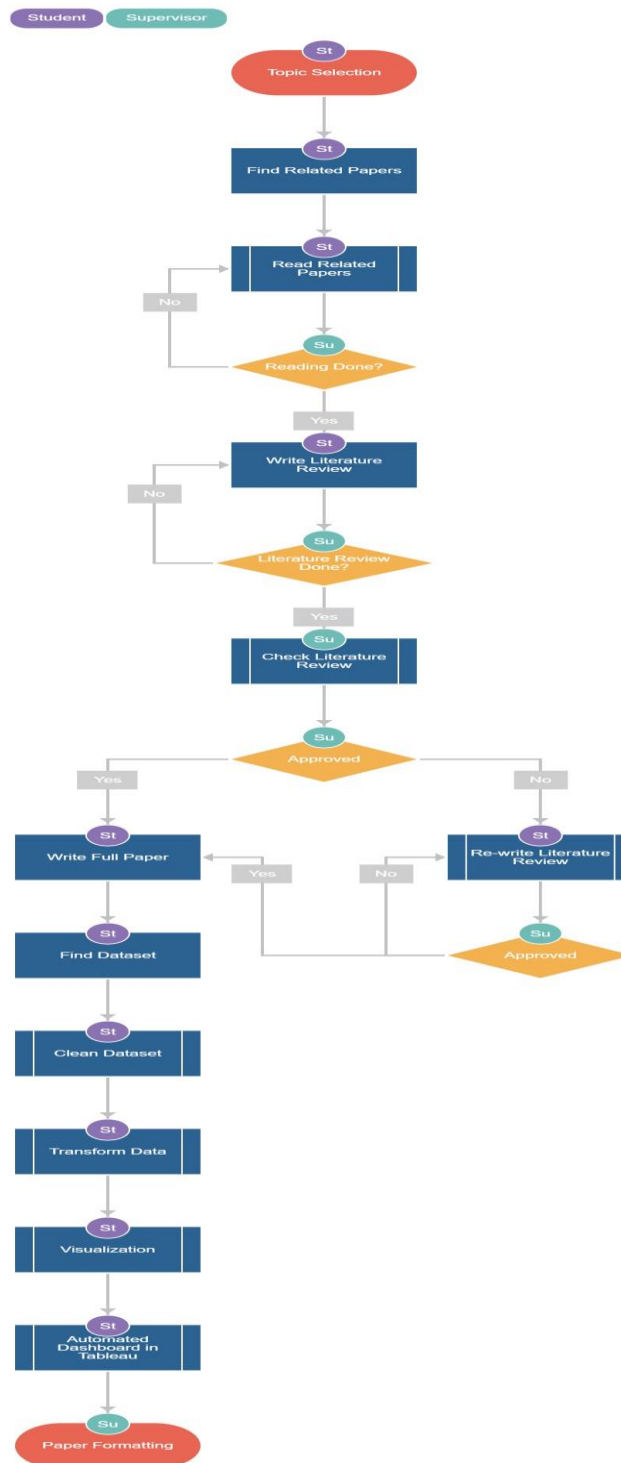 Student
Supervisor
St
Topic Selection
St
Find Related Papers
St
Read Related
Papers
No
Su
Reading Done?
Yes
St
Write Literature
Review
No
Su
Literature Review
Done?
Yes
Su
Check Literature
Review
Su
Approved
Yes
No
St
Write Full Paper
Yes
No
St
Re-write Literature
Review
St
Find Dataset
Su
Approved
St
Clean Dataset
St
Transform Data
St
Visualization
St
Automated
Dashboard in
Tableau
Su
Paper Formatting